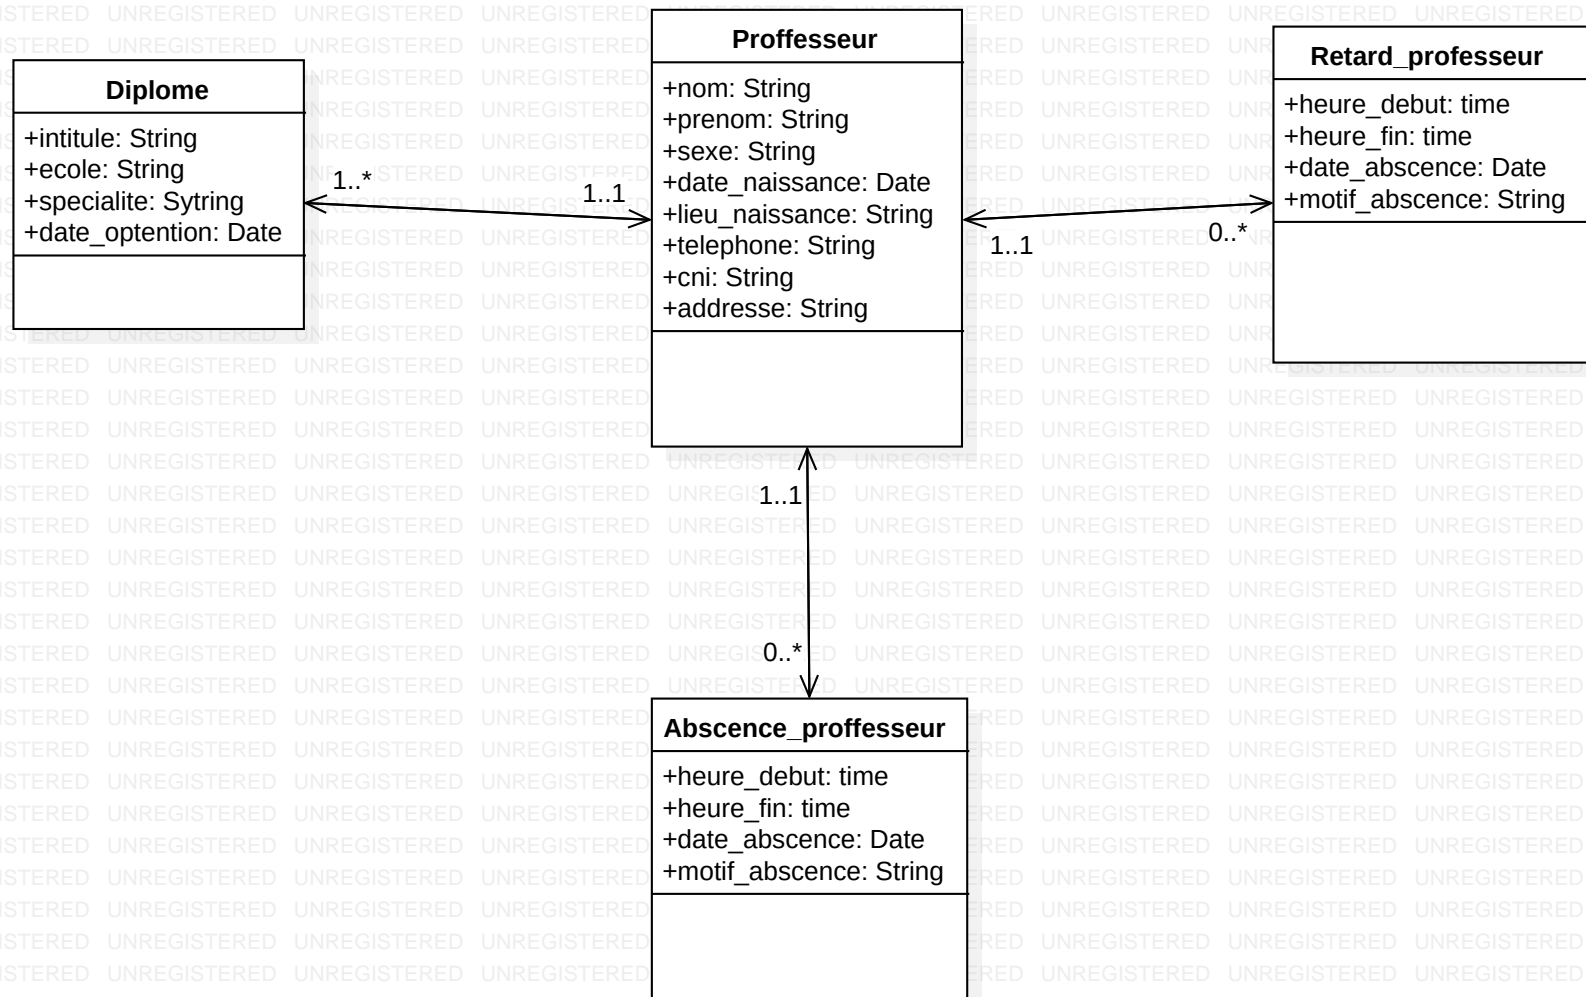 Diplome
+intitule: String
+ecole: String
+specialite: Sytring
+date_optention: Date
1..*
1..1
Proffesseur
+nom: String
+prenom: String
+sexe: String
+date_naissance: Date
+lieu_naissance: String
+telephone: String
+cni: String
+addresse: String
1..1
0..*
Retard_professeur
+heure_debut: time
+heure_fin: time
+date_abscence: Date
+motif_abscence: String
1..1
0..*
Abscence_proffesseur
+heure_debut: time
+heure_fin: time
+date_abscence: Date
+motif_abscence: String
UNREGISTERED